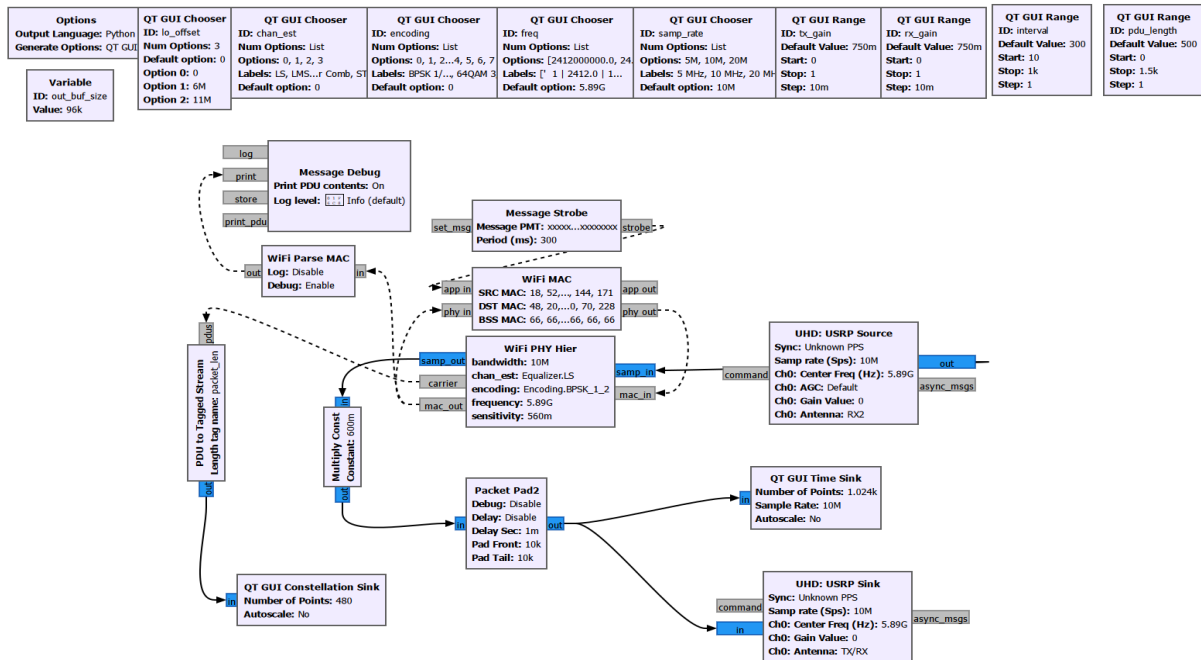 Options
Output Language: Python
Generate Options: QT GUI
Variable
ID: out_buf_size
Value: 96k
QT GUI Chooser
ID: lo_offset
Num Options: 3
Default option: 0
Option 0: 0
Option 1: 6M
Option 2: 11M
QT GUI Chooser
ID: chan_est
Num Options: List
Options: 0, 1, 2, 3
Labels: LS, LMS...r Comb, ST
Default option: 0
QT GUI Chooser
ID: encoding
Num Options: List
Options: 0, 1, 2...4, 5, 6, 7
Labels: BPSK 1/..., 64QAM 3
Default option: 0
QT GUI Chooser
ID: freq
Num Options: List
Options: [2412000000.0, 24.
Labels: [' 1 | 2412.0 | 1...
Default option: 5.89G
QT GUI Chooser
ID: samp_rate
Num Options: List
Options: 5M, 10M, 20M
Labels: 5 MHz, 10 MHz, 20 MH
Default option: 10M
QT GUI Range
ID: tx_gain
Default Value: 750m
Start: 0
Stop: 1
Step: 10m
QT GUI Range
ID: rx_gain
Default Value: 750m
Start: 0
Stop: 1
Step: 10m
QT GUI Range
ID: interval
Default Value: 300
Start: 10
Stop: 1k
Step: 1
QT GUI Range
ID: pdu_length
Default Value: 500
Start: 0
Stop: 1.5k
Step: 1
log
print
store
print_pdu
Message Debug
Print PDU contents: On
Log level: Info (default)
set_msg
Message Strobe
Message PMT: xxxxx...xxxxxxxx
Period (ms): 300
strobe
out
WiFi Parse MAC
Log: Disable
Debug: Enable
in
app in
phy in
WiFi MAC
SRC MAC: 18, 52,..., 144, 171
DST MAC: 48, 20,...0, 70, 228
BSS MAC: 66, 66,...66, 66, 66
app out
phy out
samp_out
carrier
mac_out
WiFi PHY Hier
bandwidth: 10M
chan_est: Equalizer.LS
encoding: Encoding.BPSK_1_2
frequency: 5.89G
sensitivity: 560m
samp_in
mac_in
command
UHD: USRP Source
Sync: Unknown PPS
Samp rate (Sps): 10M
Ch0: Center Freq (Hz): 5.89G
Ch0: AGC: Default
Ch0: Gain Value: 0
Ch0: Antenna: RX2
out
async_msgs
pdus
PDU to Tagged Stream
Length tag name: packet_len
out
in
Multiply Const
Constant: 600m
out
in
Packet Pad2
Debug: Disable
Delay: Disable
Delay Sec: 1m
Pad Front: 10k
Pad Tail: 10k
out
in
QT GUI Time Sink
Number of Points: 1.024k
Sample Rate: 10M
Autoscale: No
in
QT GUI Constellation Sink
Number of Points: 480
Autoscale: No
command
in
UHD: USRP Sink
Sync: Unknown PPS
Samp rate (Sps): 10M
Ch0: Center Freq (Hz): 5.89G
Ch0: Gain Value: 0
Ch0: Antenna: TX/RX
async_msgs